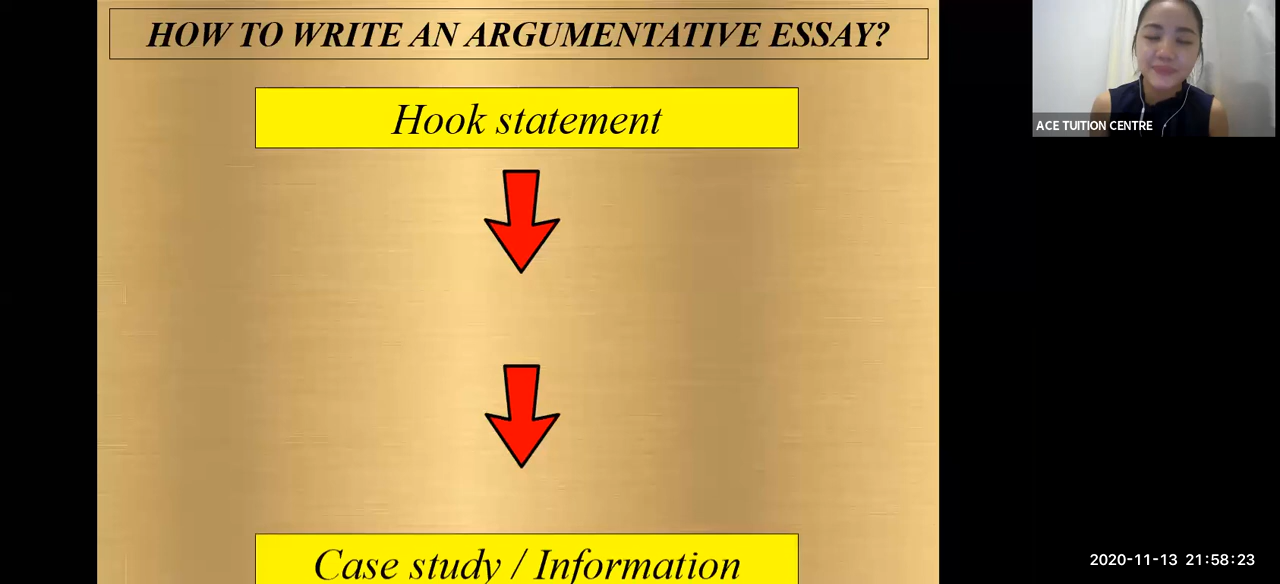 HOW TO WRITE AN ARGUMENTATIVE ESSAY?
Hook statement
ACE TUITION CENTRE
Case study / Information
2020-11-13 21:58:23